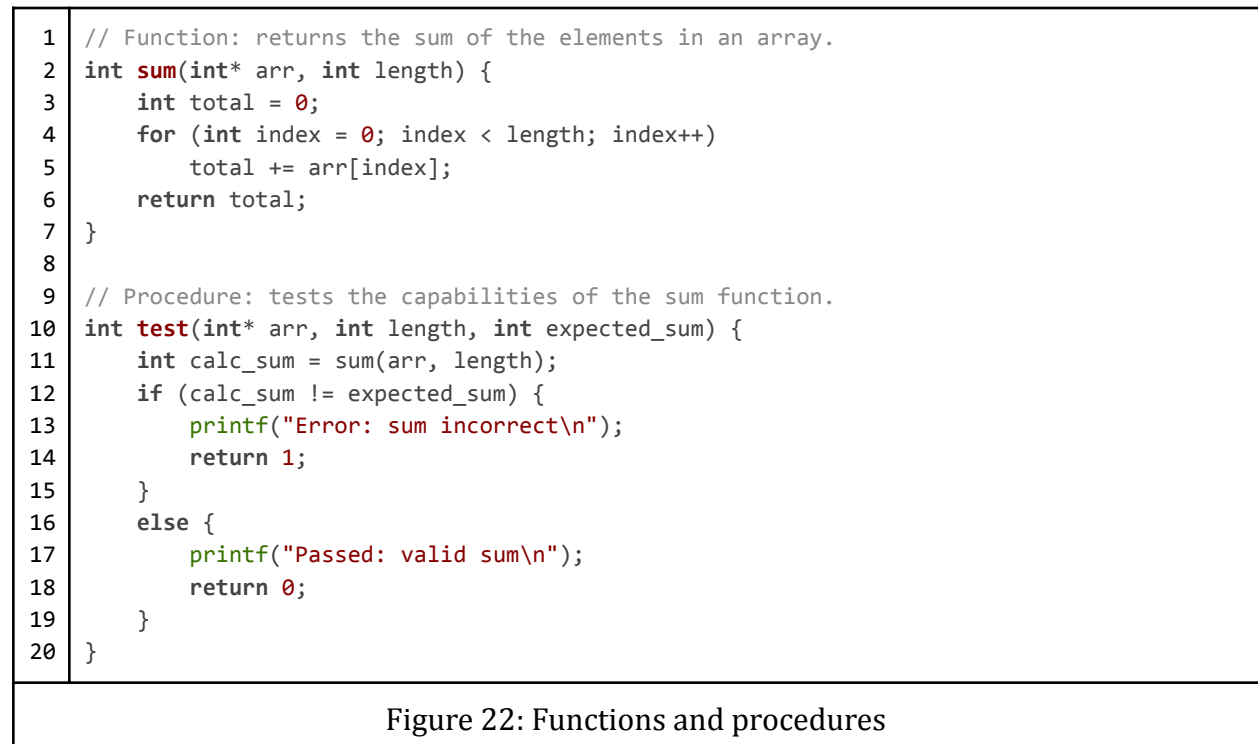 1 // Function: returns the sum of the elements in an array.
2 int sum(int* arr, int length) {
3     int total = 0;
4     for (int index = 0; index < length; index++)
5         total += arr[index];
6     return total;
7 }
8
9 // Procedure: tests the capabilities of the sum function.
10 int test(int* arr, int length, int expected_sum) {
11     int calc_sum = sum(arr, length);
12     if (calc_sum != expected_sum) {
13         printf("Error: sum incorrect\n");
14         return 1;
15     }
16     else {
17         printf("Passed: valid sum\n");
18         return 0;
19     }
20 }
Figure 22: Functions and procedures